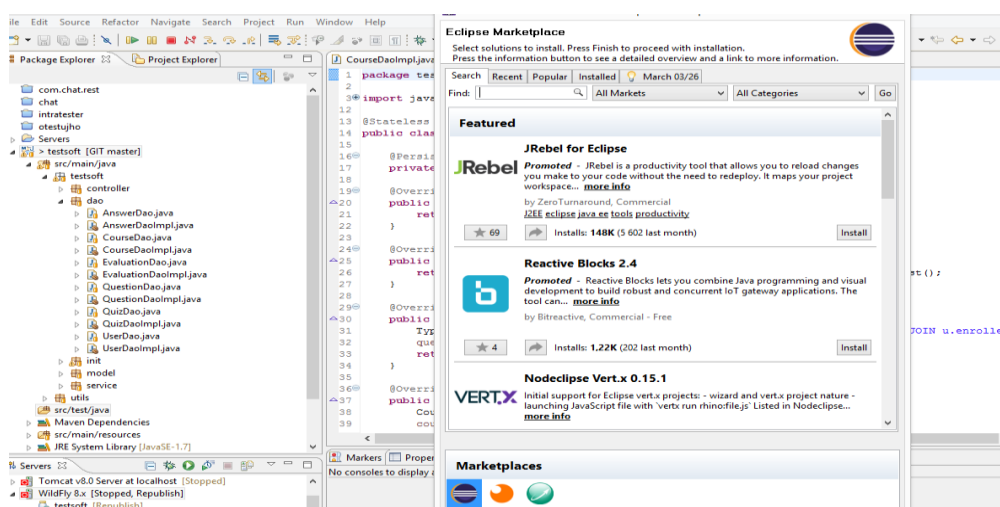 ile Edit Source Refactor Navigate Search Project Run Window Help
Package Explorer
Project Explorer
com.chat.rest
chat
intratester
otestujho
Servers
> testsoft [GIT master]
src/main/java
testsoft
controller
dao
AnswerDao.java
AnswerDaoImpl.java
CourseDao.java
CourseDaoImpl.java
EvaluationDao.java
EvaluationDaoImpl.java
QuestionDao.java
QuestionDaoImpl.java
QuizDao.java
QuizDaoImpl.java
UserDao.java
UserDaoImpl.java
init
model
service
utils
src/test/java
Maven Dependencies
src/main/resources
JRE System Library [JavaSE-1.7]
Servers
Tomcat v8.0 Server at localhost [Stopped]
WildFly 8.x [Stopped, Republish]
testsoft [Republish]
CourseDaoImpl.java
1 package tes
2
3 import java
12
13 @Stateless
14 public clas
15
16 @Persis
17 private
18
19 @Overri
20 public
21 ret
22 }
23
24 @Overri
25 public
26 ret st();
27 }
28
29 @Overri
30 public
31 Typ JOIN u.enrolle
32 que
33 ret
34 }
35
36 @Overri
37 public
38 Cou
39 cou
Markers Proper
No consoles to display a
Eclipse Marketplace
Select solutions to install. Press Finish to proceed with installation.
Press the information button to see a detailed overview and a link to more information.
Search Recent Popular Installed March 03/26
Find: All Markets All Categories Go
Featured
JRebel for Eclipse
JRebel
Promoted - JRebel is a productivity tool that allows you to reload changes
you make to your code without the need to redeploy. It maps your project
workspace... more info
by ZeroTurnaround, Commercial
J2EE eclipse java ee tools productivity
69 Installs: 148K (5 602 last month) Install
Reactive Blocks 2.4
Promoted - Reactive Blocks lets you combine Java programming and visual
development to build robust and concurrent IoT gateway applications. The
tool can... more info
by Bitreactive, Commercial - Free
4 Installs: 1,22K (202 last month) Install
Nodeclipse Vert.x 0.15.1
VERT.X
Initial support for Eclipse vert.x projects: - wizard and vert.x project nature -
launching JavaScript file with `vertx run rhino:file.js` Listed in Nodeclipse...
more info
Marketplaces